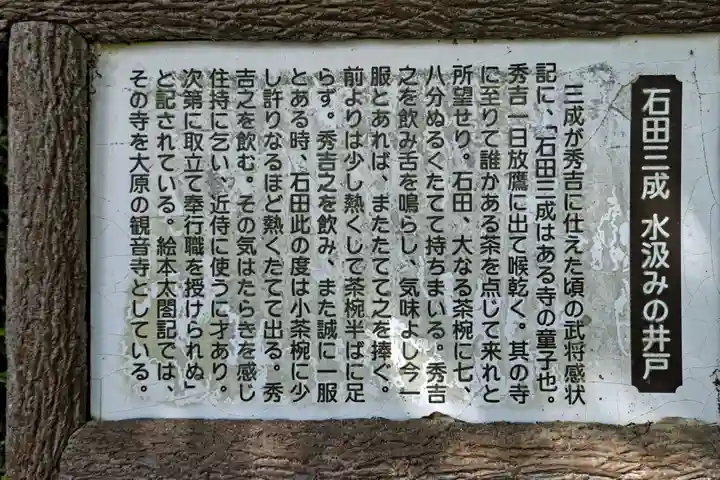 石田三成 水汲みの井戸
三成が秀吉に仕えた頃の武将感状
記に、「石田三成はある寺の童子也。
秀吉一日放鷹に出て喉乾く。其の寺
に至りて誰かある茶を点じて来れと
所望せり。石田、大なる茶椀に七、
八分ぬるくたてて持ちまいる。秀吉
之を飲み舌を鳴らし、気味よし今一
服とあれば、またたてて之を捧ぐ。
前よりは少し熱くして茶椀半ばに足
らず。秀吉之を飲み、また誠に一服
とある時、石田此の度は小茶椀に少
し許りなるほど熱くたてて出る。秀
吉之を飲む。その気はたらきを感じ
住持に乞い、近侍に使うに才あり。
次第に取立て奉行職を授けられぬ」
と記されている。絵本太閤記では、
その寺を大原の観音寺としている。